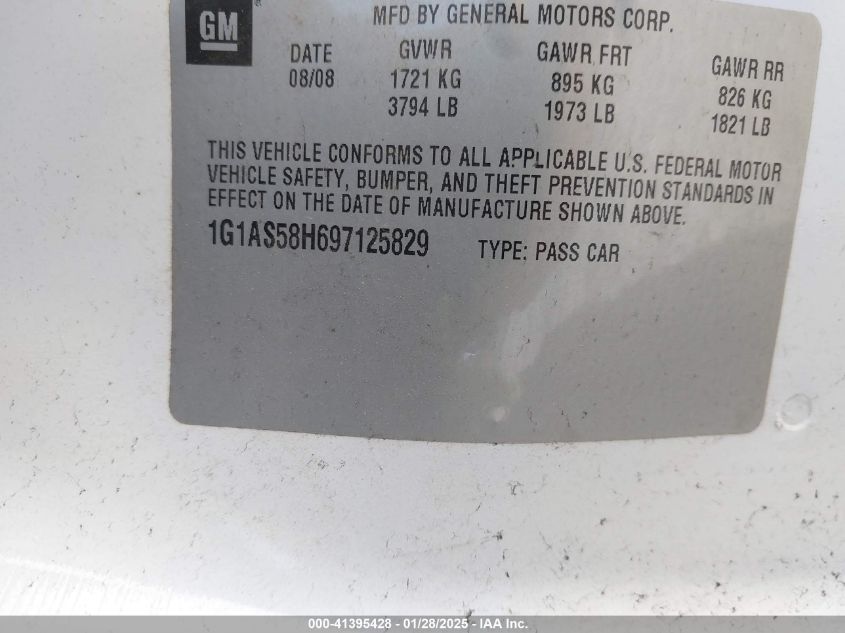 GM
MFD BY GENERAL MOTORS CORP.
DATE GVWR GAWR FRT GAWR RR
08/08 1721 KG 895 KG 826 KG
3794 LB 1973 LB 1821 LB
THIS VEHICLE CONFORMS TO ALL APPLICABLE U.S. FEDERAL MOTOR
VEHICLE SAFETY, BUMPER, AND THEFT PREVENTION STANDARDS IN
EFFECT ON THE DATE OF MANUFACTURE SHOWN ABOVE.
1G1AS58H697125829 TYPE: PASS CAR
000-41395428 - 01/28/2025 - IAA Inc.